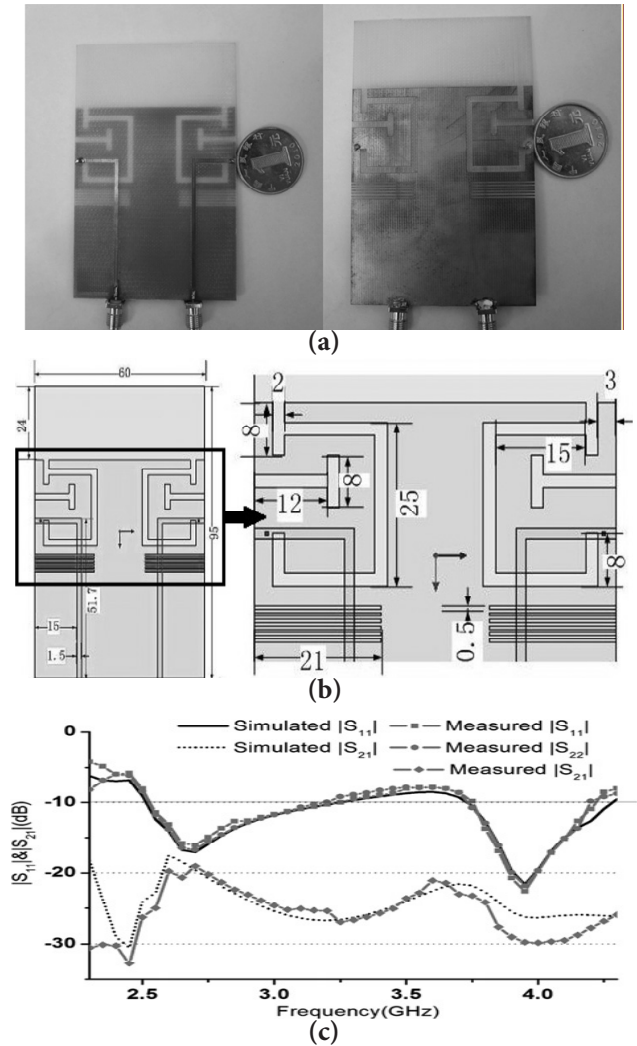 (a)
60
24
95
51.7
15
1.5
2
3
8
8
15
12
25
8
21
0.5
(b)
0
-10
-20
-30
|S11|&|S21|(dB)
Simulated |S11|
Measured |S11|
Simulated |S21|
Measured |S22|
Measured |S21|
2.5
3.0
3.5
4.0
Frequency(GHz)
(c)